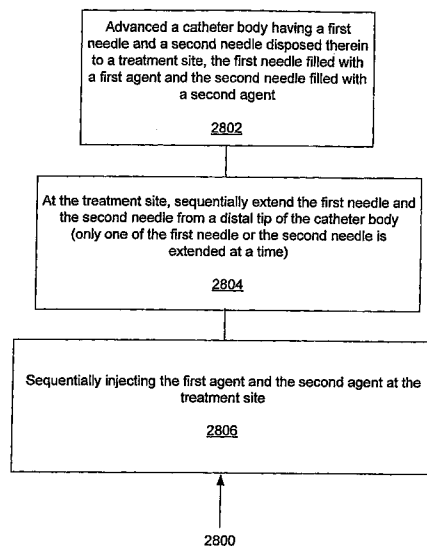 Advanced a catheter body having a first
needle and a second needle disposed therein
to a treatment site, the first needle filled with
a first agent and the second needle filled with
a second agent
2802
At the treatment site, sequentially extend the first needle and
the second needle from a distal tip of the catheter body
(only one of the first needle or the second needle is
extended at a time)
2804
Sequentially injecting the first agent and the second agent at the
treatment site
2806
2800